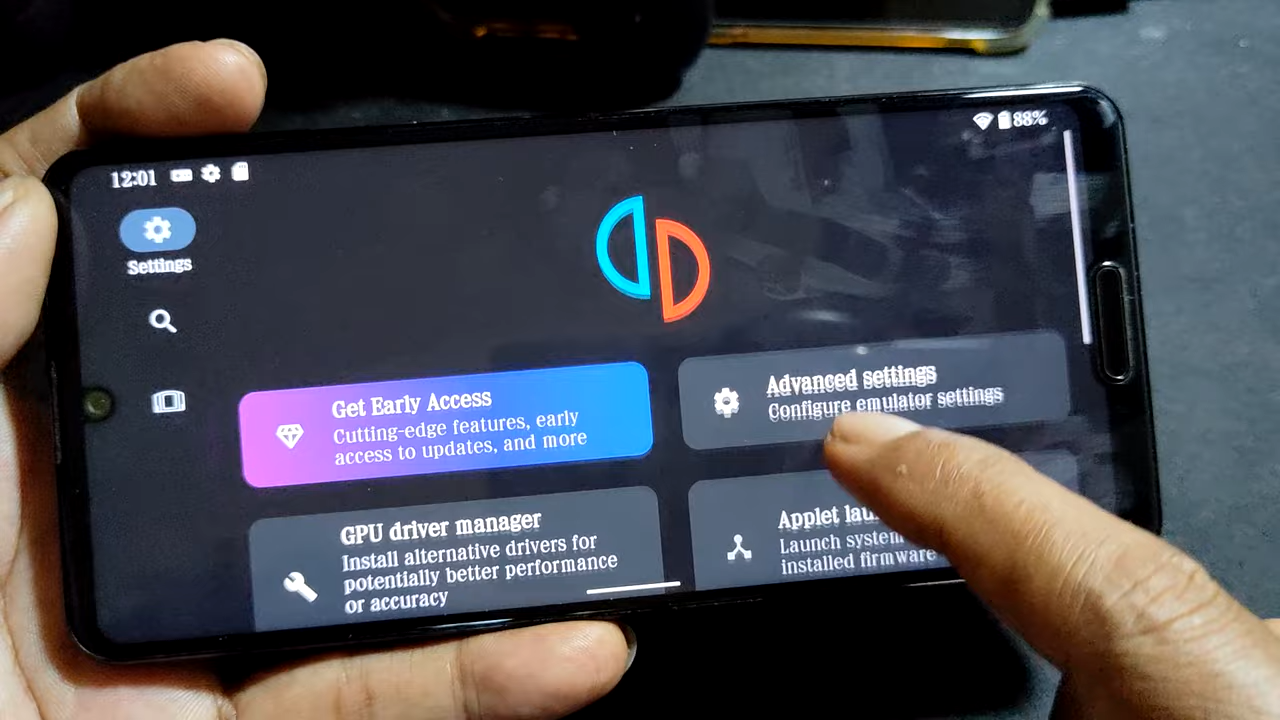 12:01
88%
Settings
Get Early Access
Cutting-edge features, early
access to updates, and more
Advanced settings
Configure emulator settings
GPU driver manager
Install alternative drivers for
potentially better performance
or accuracy
Applet
Launch system
installed firmware